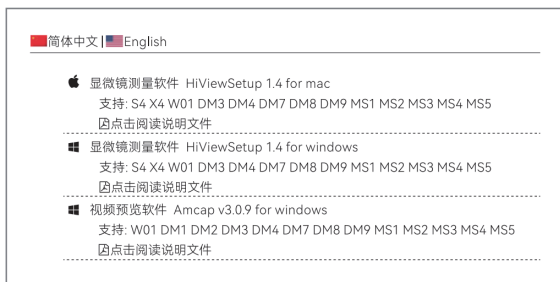 简体中文|English
显微镜测量软件 HiViewSetup 1.4 for mac
支持: S4 X4 W01 DM3 DM4 DM7 DM8 DM9 MS1 MS2 MS3 MS4 MS5
点击阅读说明文件
显微镜测量软件 HiViewSetup 1.4 for windows
支持: S4 X4 W01 DM3 DM4 DM7 DM8 DM9 MS1 MS2 MS3 MS4 MS5
点击阅读说明文件
视频预览软件 Amcap v3.0.9 for windows
支持: W01 DM1 DM2 DM3 DM4 DM7 DM8 DM9 MS1 MS2 MS3 MS4 MS5
点击阅读说明文件